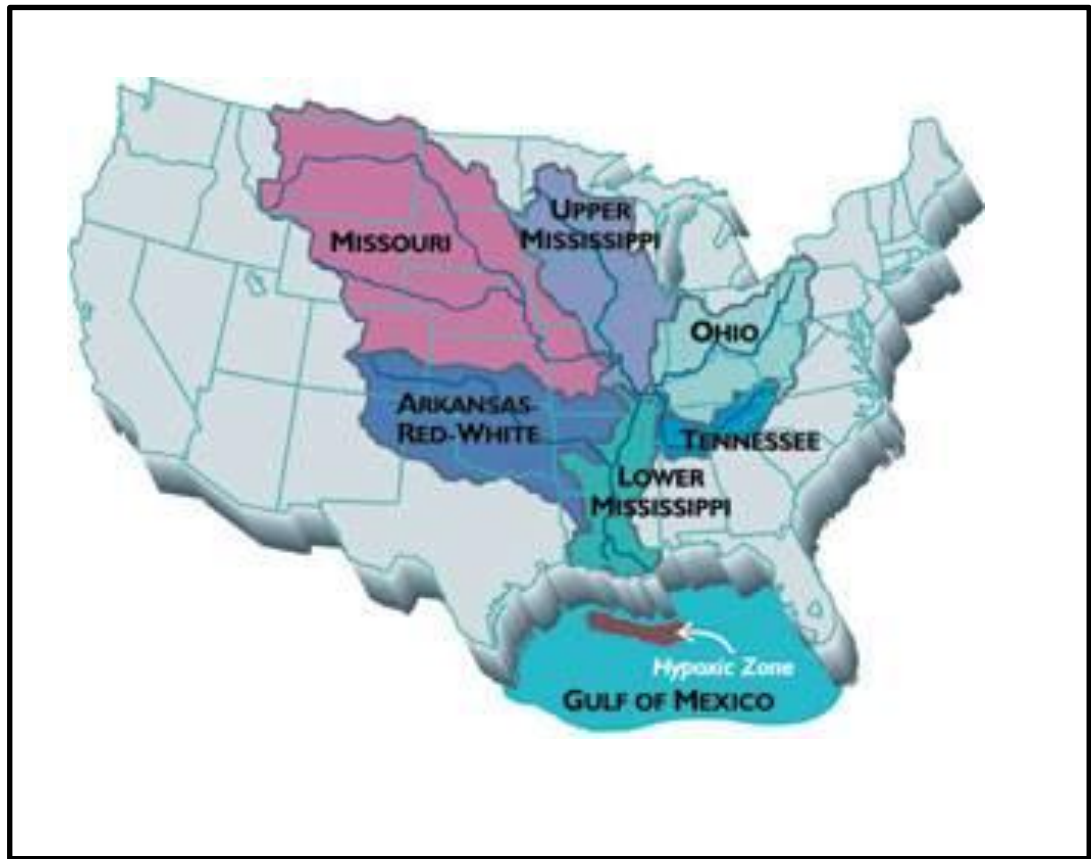 UPPER
MISSISSIPPI
MISSOURI
OHIO
ARKANSAS-
RED-WHITE
TENNESSEE
LOWER
MISSISSIPPI
Hypoxic Zone
GULF OF MEXICO